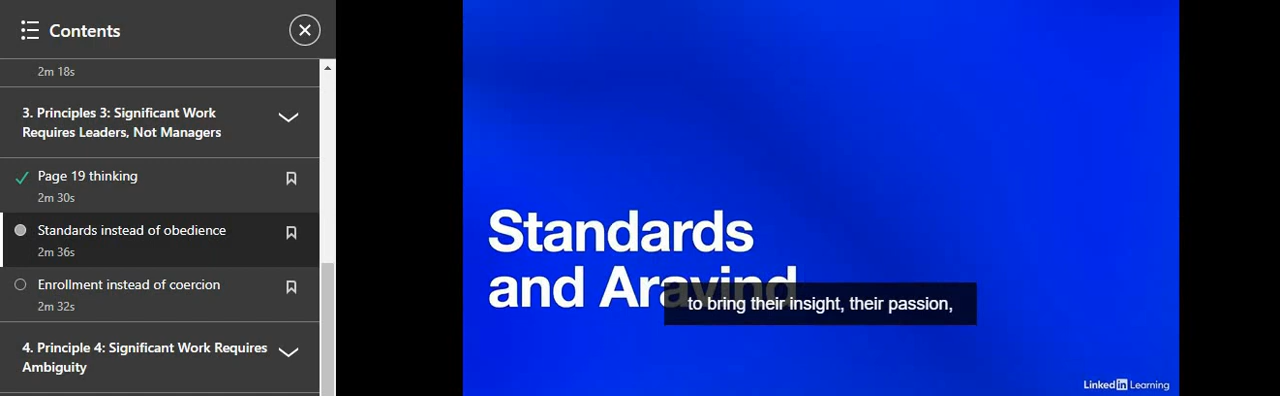 Contents
2m 18s
3. Principles 3: Significant Work
Requires Leaders, Not Managers
Page 19 thinking
2m 30s
Standards instead of obedience
2m 36s
Enrollment instead of coercion
2m 32s
4. Principle 4: Significant Work Requires
Ambiguity
Standards
and Aravind
to bring their insight, their passion,
LinkedIn Learning